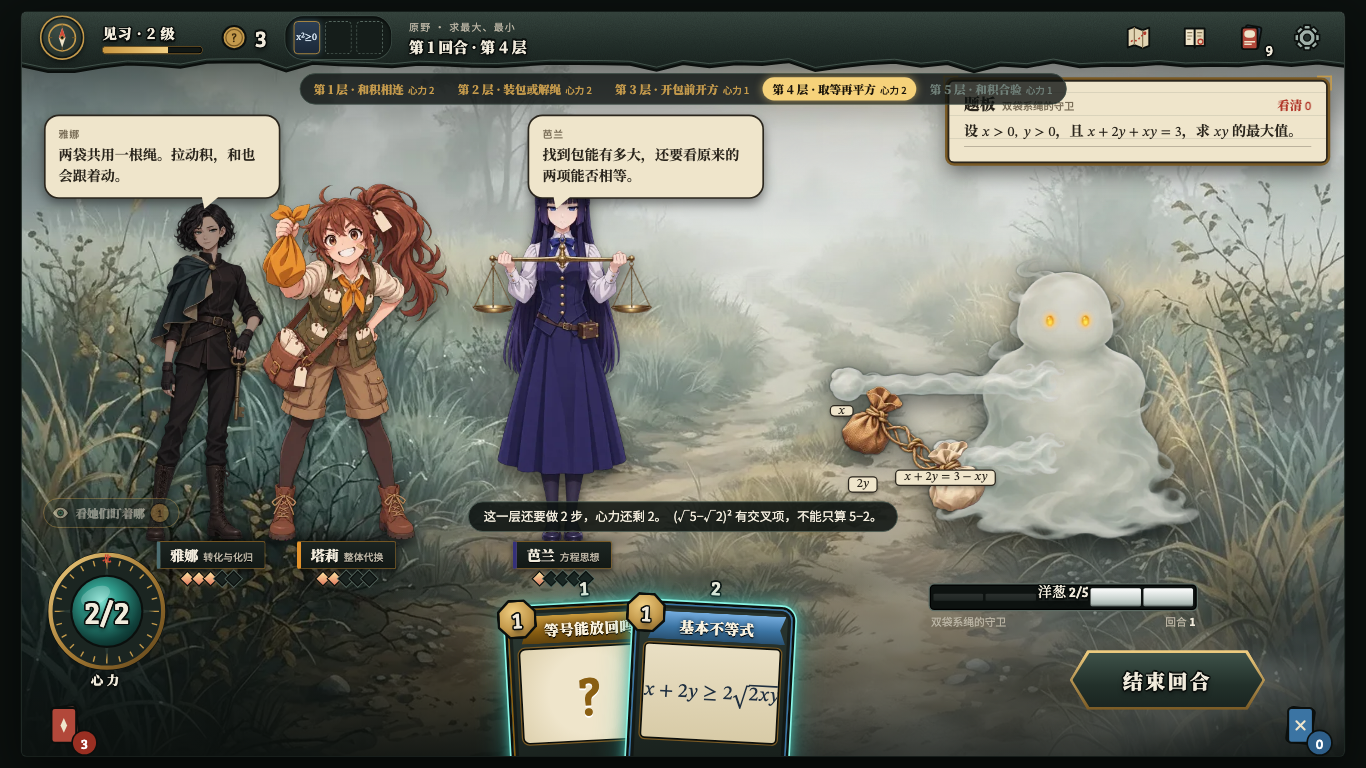 见习·2 级
3
x²≥0
原野 · 求最大、最小
第1回合·第4层
9
第1层·和积相连 心力2
第2层·装包或解绳 心力2
第3层·开包前开方 心力1
第4层·取等再平方 心力2
第5层·和积合验 心力1
题板 双袋系绳的守卫
看清0
设 x > 0, y > 0, 且 x + 2y + xy = 3, 求 xy 的最大值。
雅娜
两袋共用一根绳。拉动积，和也
会跟着动。
芭兰
找到包能有多大，还要看原来的
两项能否相等。
x
x + 2y = 3 − xy
2y
看她们盯着哪 1
这一层还要做2步，心力还剩2。 (√5−√2)² 有交叉项，不能只算 5−2。
雅娜 转化与化归
塔莉 整体代换
芭兰 方程思想
2/2
心力
3
1
1
等号能放回吗
?
2
1
基本不等式
x + 2y ≥ 2√2xy
洋葱 2/5
双袋系绳的守卫
回合 1
结束回合
0